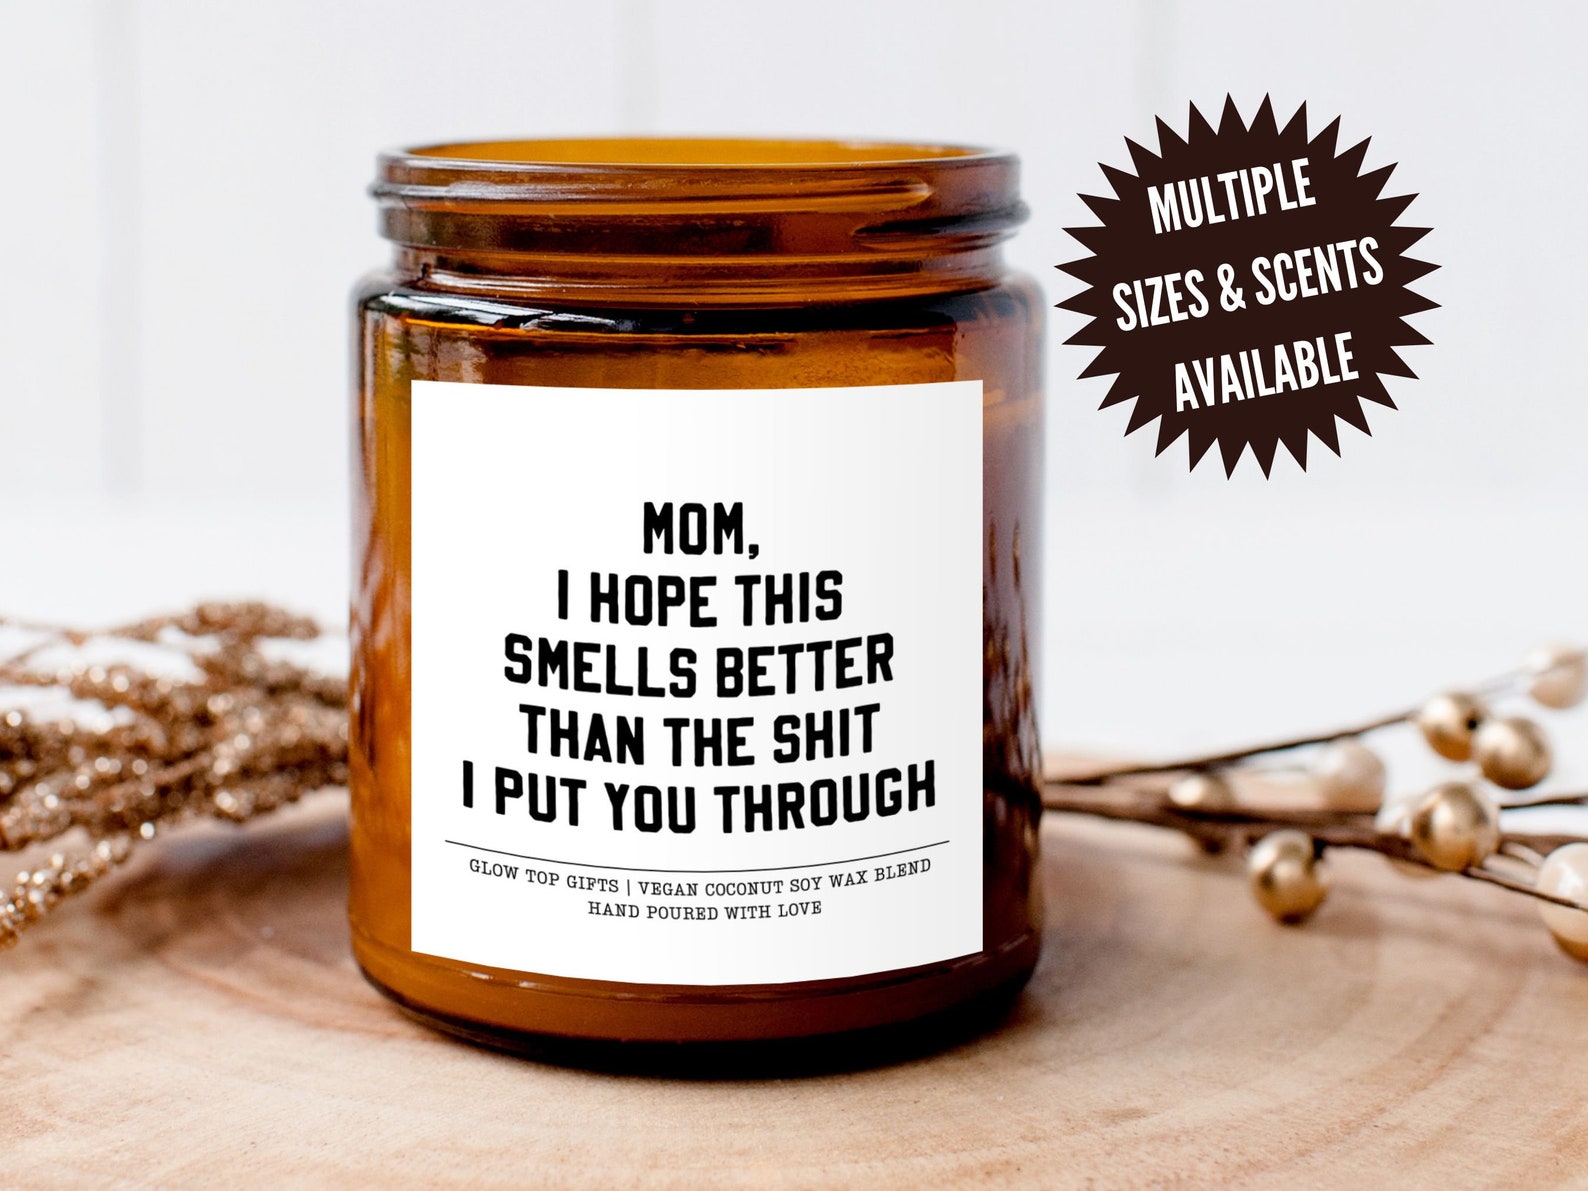 MOM,
I HOPE THIS
SMELLS BETTER
THAN THE SHIT
I PUT YOU THROUGH
GLOW TOP GIFTS | VEGAN COCONUT SOY WAX BLEND
HAND POURED WITH LOVE
MULTIPLE
SIZES & SCENTS
AVAILABLE